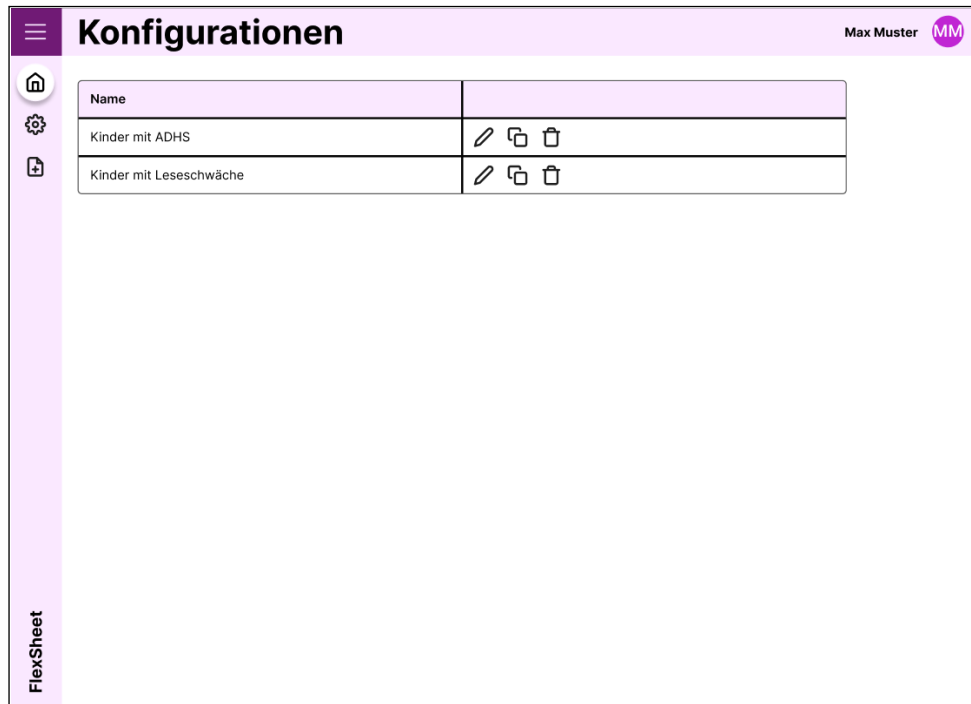 Konfigurationen
Max Muster
MM
Name
Kinder mit ADHS
Kinder mit Leseschwäche
FlexSheet